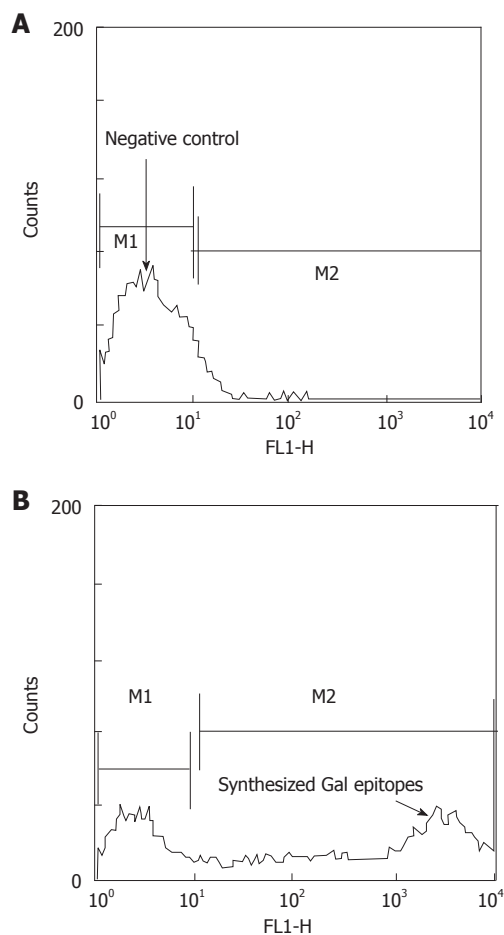 A
200
Negative control
Counts
M1
M2
0
10⁰ 10¹ 10² 10³ 10⁴
FL1-H
B
200
M1 M2
Counts
Synthesized Gal epitopes
0
10⁰ 10¹ 10² 10³ 10⁴
FL1-H